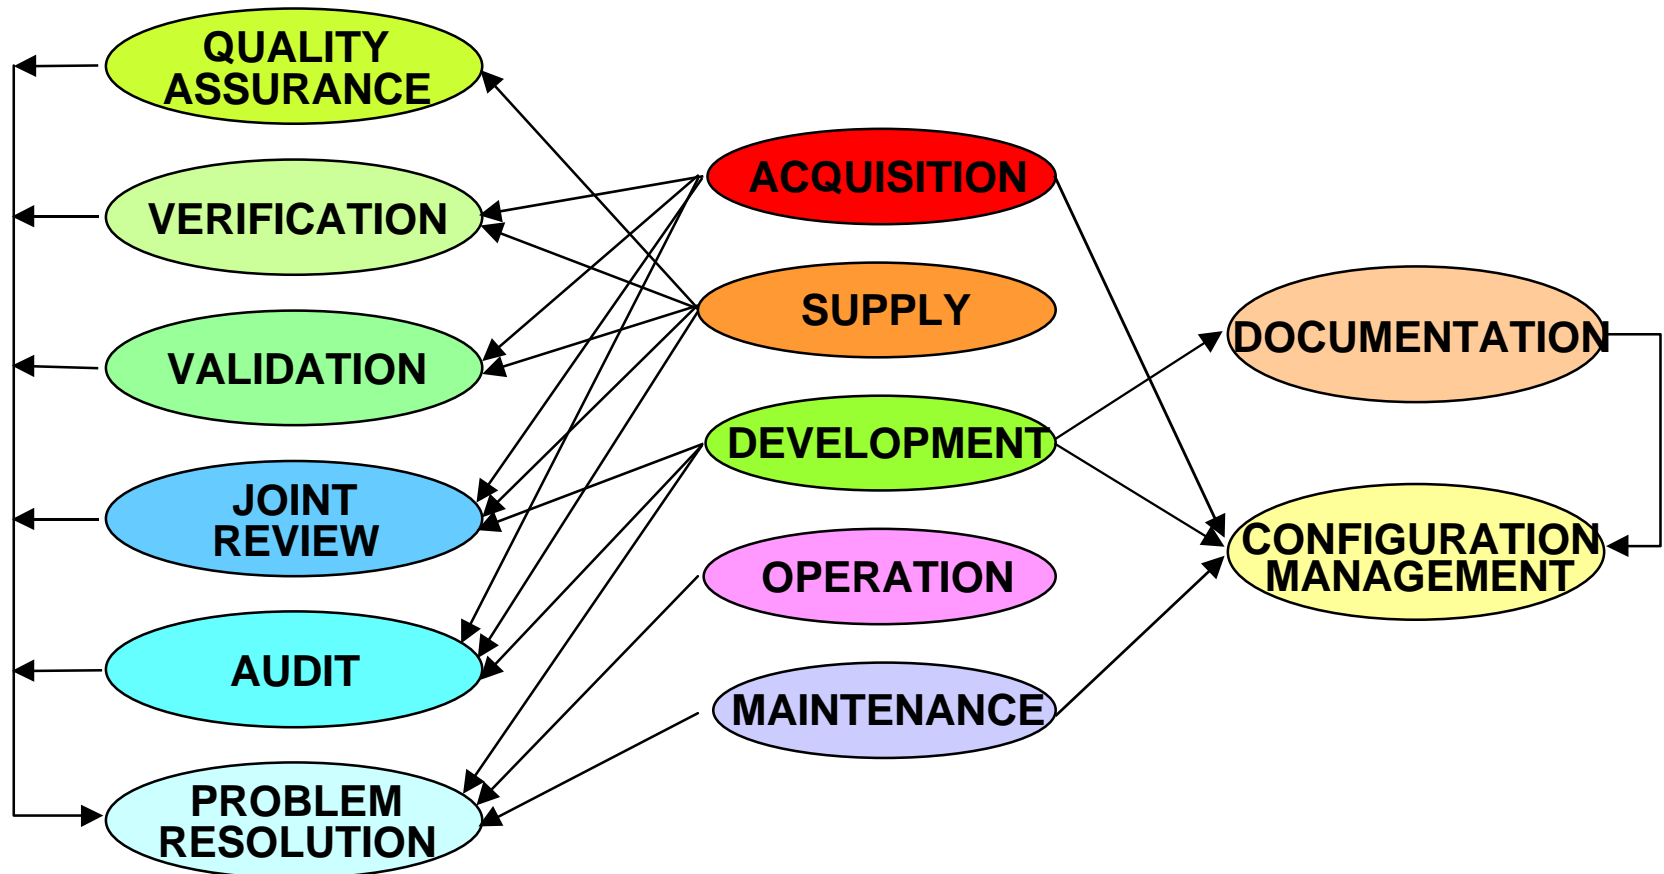 QUALITY
ASSURANCE
VERIFICATION
VALIDATION
JOINT
REVIEW
AUDIT
PROBLEM
RESOLUTION
ACQUISITION
SUPPLY
DEVELOPMENT
OPERATION
MAINTENANCE
DOCUMENTATION
CONFIGURATION
MANAGEMENT